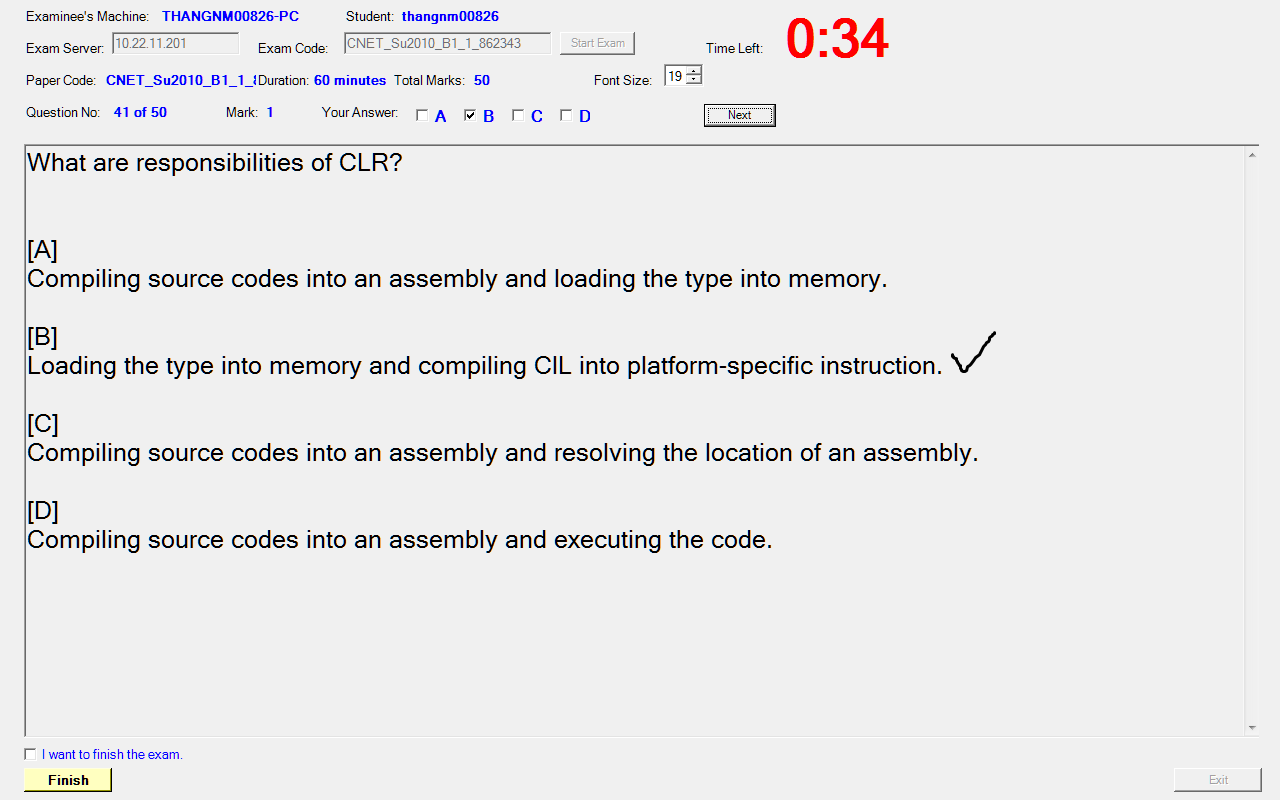 Examinee's Machine: THANGNM00826-PC Student: thangnm00826
Exam Server: 10.22.11.201 Exam Code: CNET_Su2010_B1_1_862343 Start Exam Time Left: 0:34
Paper Code: CNET_Su2010_B1_1_ Duration: 60 minutes Total Marks: 50 Font Size: 19
Question No: 41 of 50 Mark: 1 Your Answer: A B C D Next
What are responsibilities of CLR?
[A]
Compiling source codes into an assembly and loading the type into memory.
[B]
Loading the type into memory and compiling CIL into platform-specific instruction.
[C]
Compiling source codes into an assembly and resolving the location of an assembly.
[D]
Compiling source codes into an assembly and executing the code.
I want to finish the exam.
Finish Exit